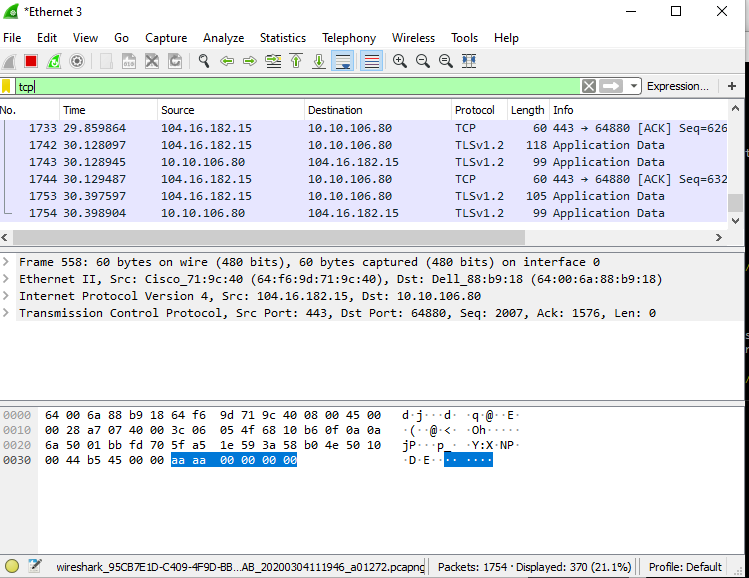 *Ethernet 3
File Edit View Go Capture Analyze Statistics Telephony Wireless Tools Help
tcp Expression... +
No. Time Source Destination Protocol Length Info
1733 29.859864 104.16.182.15 10.10.106.80 TCP 60 443 → 64880 [ACK] Seq=626
1742 30.128097 104.16.182.15 10.10.106.80 TLSv1.2 118 Application Data
1743 30.128945 10.10.106.80 104.16.182.15 TLSv1.2 99 Application Data
1744 30.129487 104.16.182.15 10.10.106.80 TCP 60 443 → 64880 [ACK] Seq=632
1753 30.397597 104.16.182.15 10.10.106.80 TLSv1.2 105 Application Data
1754 30.398904 10.10.106.80 104.16.182.15 TLSv1.2 99 Application Data
Frame 558: 60 bytes on wire (480 bits), 60 bytes captured (480 bits) on interface 0
Ethernet II, Src: Cisco_71:9c:40 (64:f6:9d:71:9c:40), Dst: Dell_88:b9:18 (64:00:6a:88:b9:18)
Internet Protocol Version 4, Src: 104.16.182.15, Dst: 10.10.106.80
Transmission Control Protocol, Src Port: 443, Dst Port: 64880, Seq: 2007, Ack: 1576, Len: 0
0000 64 00 6a 88 b9 18 64 f6 9d 71 9c 40 08 00 45 00 d·j···d· ·q·@··E·
0010 00 28 a7 07 40 00 3c 06 05 4f 68 10 b6 0f 0a 0a ·(··@·<· ·Oh·····
0020 6a 50 01 bb fd 70 5f a5 1e 59 3a 58 b0 4e 50 10 jP···p_· ·Y:X·NP·
0030 00 44 b5 45 00 00 aa aa 00 00 00 00 ·D·E···· ····
wireshark_95CB7E1D-C409-4F9D-BB...AB_20200304111946_a01272.pcapng Packets: 1754 · Displayed: 370 (21.1%) Profile: Default